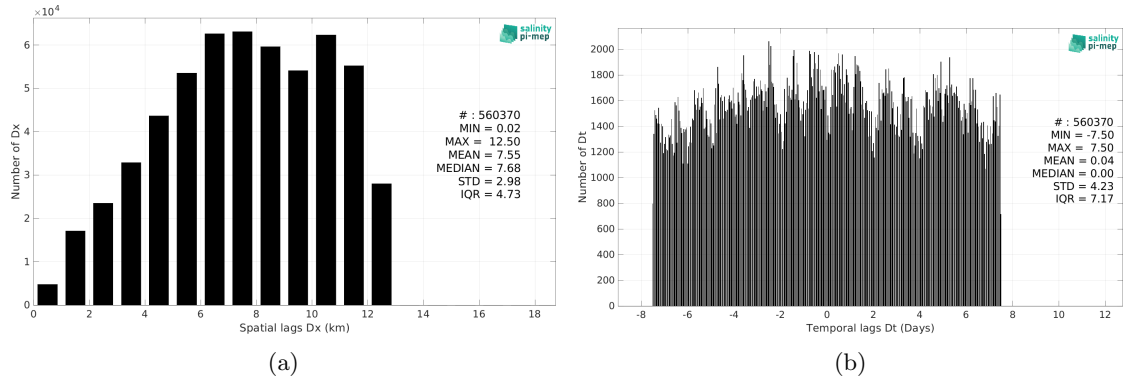 ×10⁴
6
5
4
3
2
1
0
Number of Dx
0 2 4 6 8 10 12 14 16 18
Spatial lags Dx (km)
salinity
pi-mep
# : 560370
MIN = 0.02
MAX = 12.50
MEAN = 7.55
MEDIAN = 7.68
STD = 2.98
IQR = 4.73
(a)
2000
1800
1600
1400
1200
1000
800
600
400
200
0
Number of Dt
-8 -6 -4 -2 0 2 4 6 8 10 12
Temporal lags Dt (Days)
salinity
pi-mep
# : 560370
MIN = -7.50
MAX = 7.50
MEAN = 0.04
MEDIAN = 0.00
STD = 4.23
IQR = 7.17
(b)